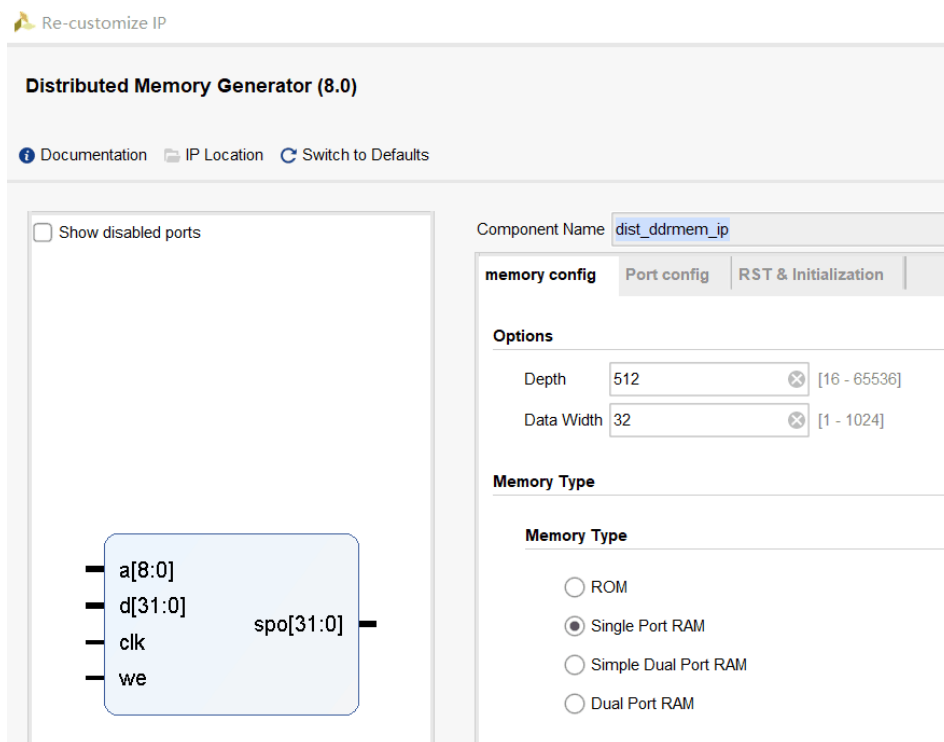 Re-customize IP
Distributed Memory Generator (8.0)
Documentation IP Location Switch to Defaults
Show disabled ports
Component Name dist_ddrmem_ip
memory config Port config RST & Initialization
Options
Depth 512 [16 - 65536]
Data Width 32 [1 - 1024]
Memory Type
Memory Type
ROM
Single Port RAM
Simple Dual Port RAM
Dual Port RAM
a[8:0]
d[31:0]
clk
we
spo[31:0]